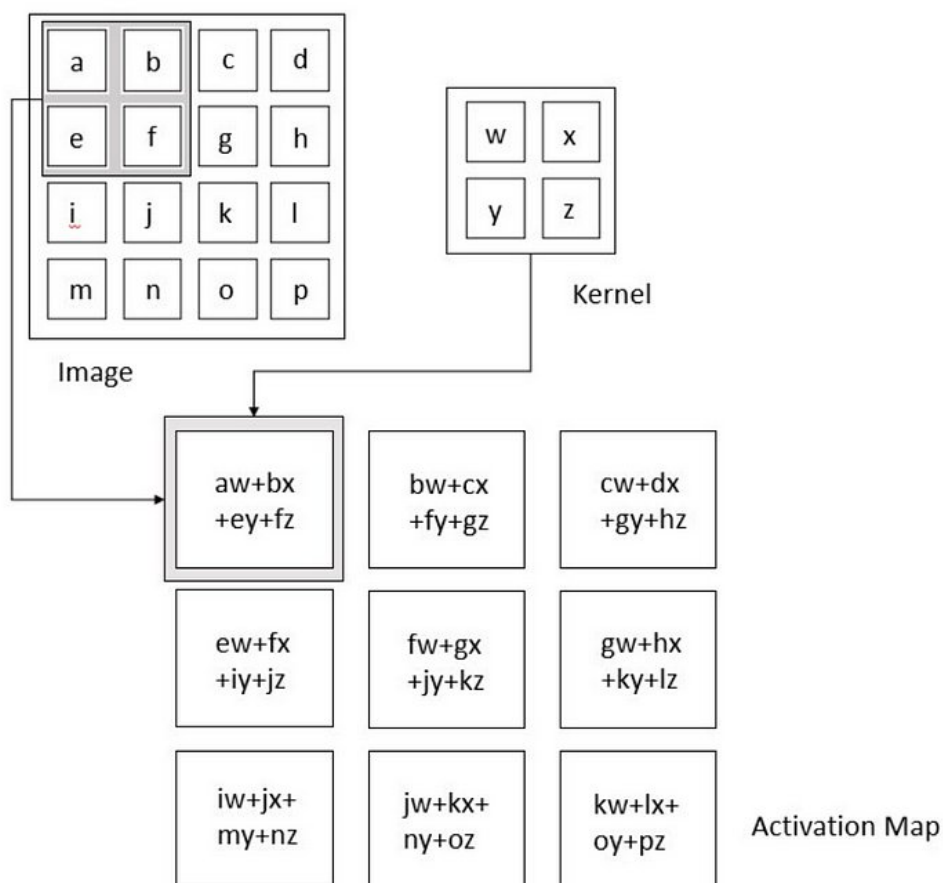 a b c d
e f g h
i j k l
m n o p
Image
w x
y z
Kernel
aw+bx
+ey+fz
bw+cx
+fy+gz
cw+dx
+gy+hz
ew+fx
+iy+jz
fw+gx
+jy+kz
gw+hx
+ky+lz
iw+jx+
my+nz
jw+kx+
ny+oz
kw+lx+
oy+pz
Activation Map